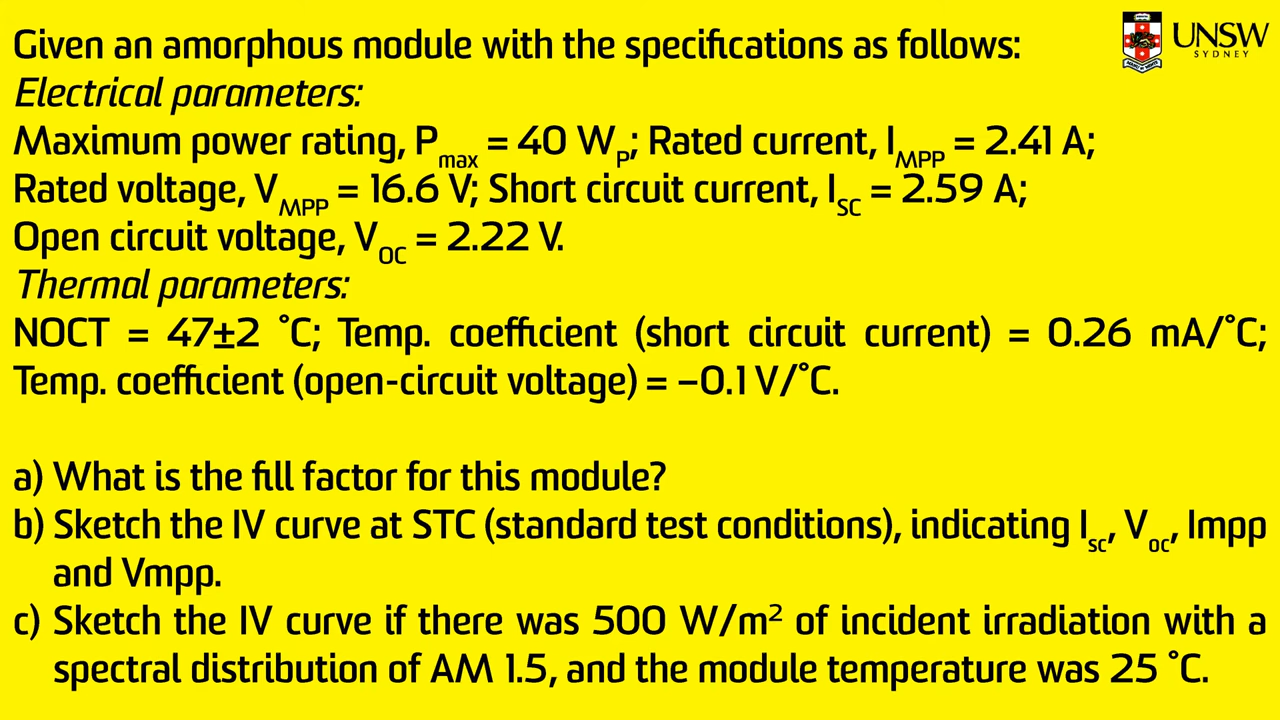 Given an amorphous module with the specifications as follows:
UNSW
SYDNEY
Electrical parameters:
Maximum power rating, Pmax = 40 WP; Rated current, IMPP = 2.41 A;
Rated voltage, VMPP = 16.6 V; Short circuit current, ISC = 2.59 A;
Open circuit voltage, VOC = 2.22 V.
Thermal parameters:
NOCT = 47±2 °C; Temp. coefficient (short circuit current) = 0.26 mA/°C;
Temp. coefficient (open-circuit voltage) = –0.1 V/°C.
a) What is the fill factor for this module?
b) Sketch the IV curve at STC (standard test conditions), indicating Isc, Voc, Impp
and Vmpp.
c) Sketch the IV curve if there was 500 W/m² of incident irradiation with a
spectral distribution of AM 1.5, and the module temperature was 25 °C.